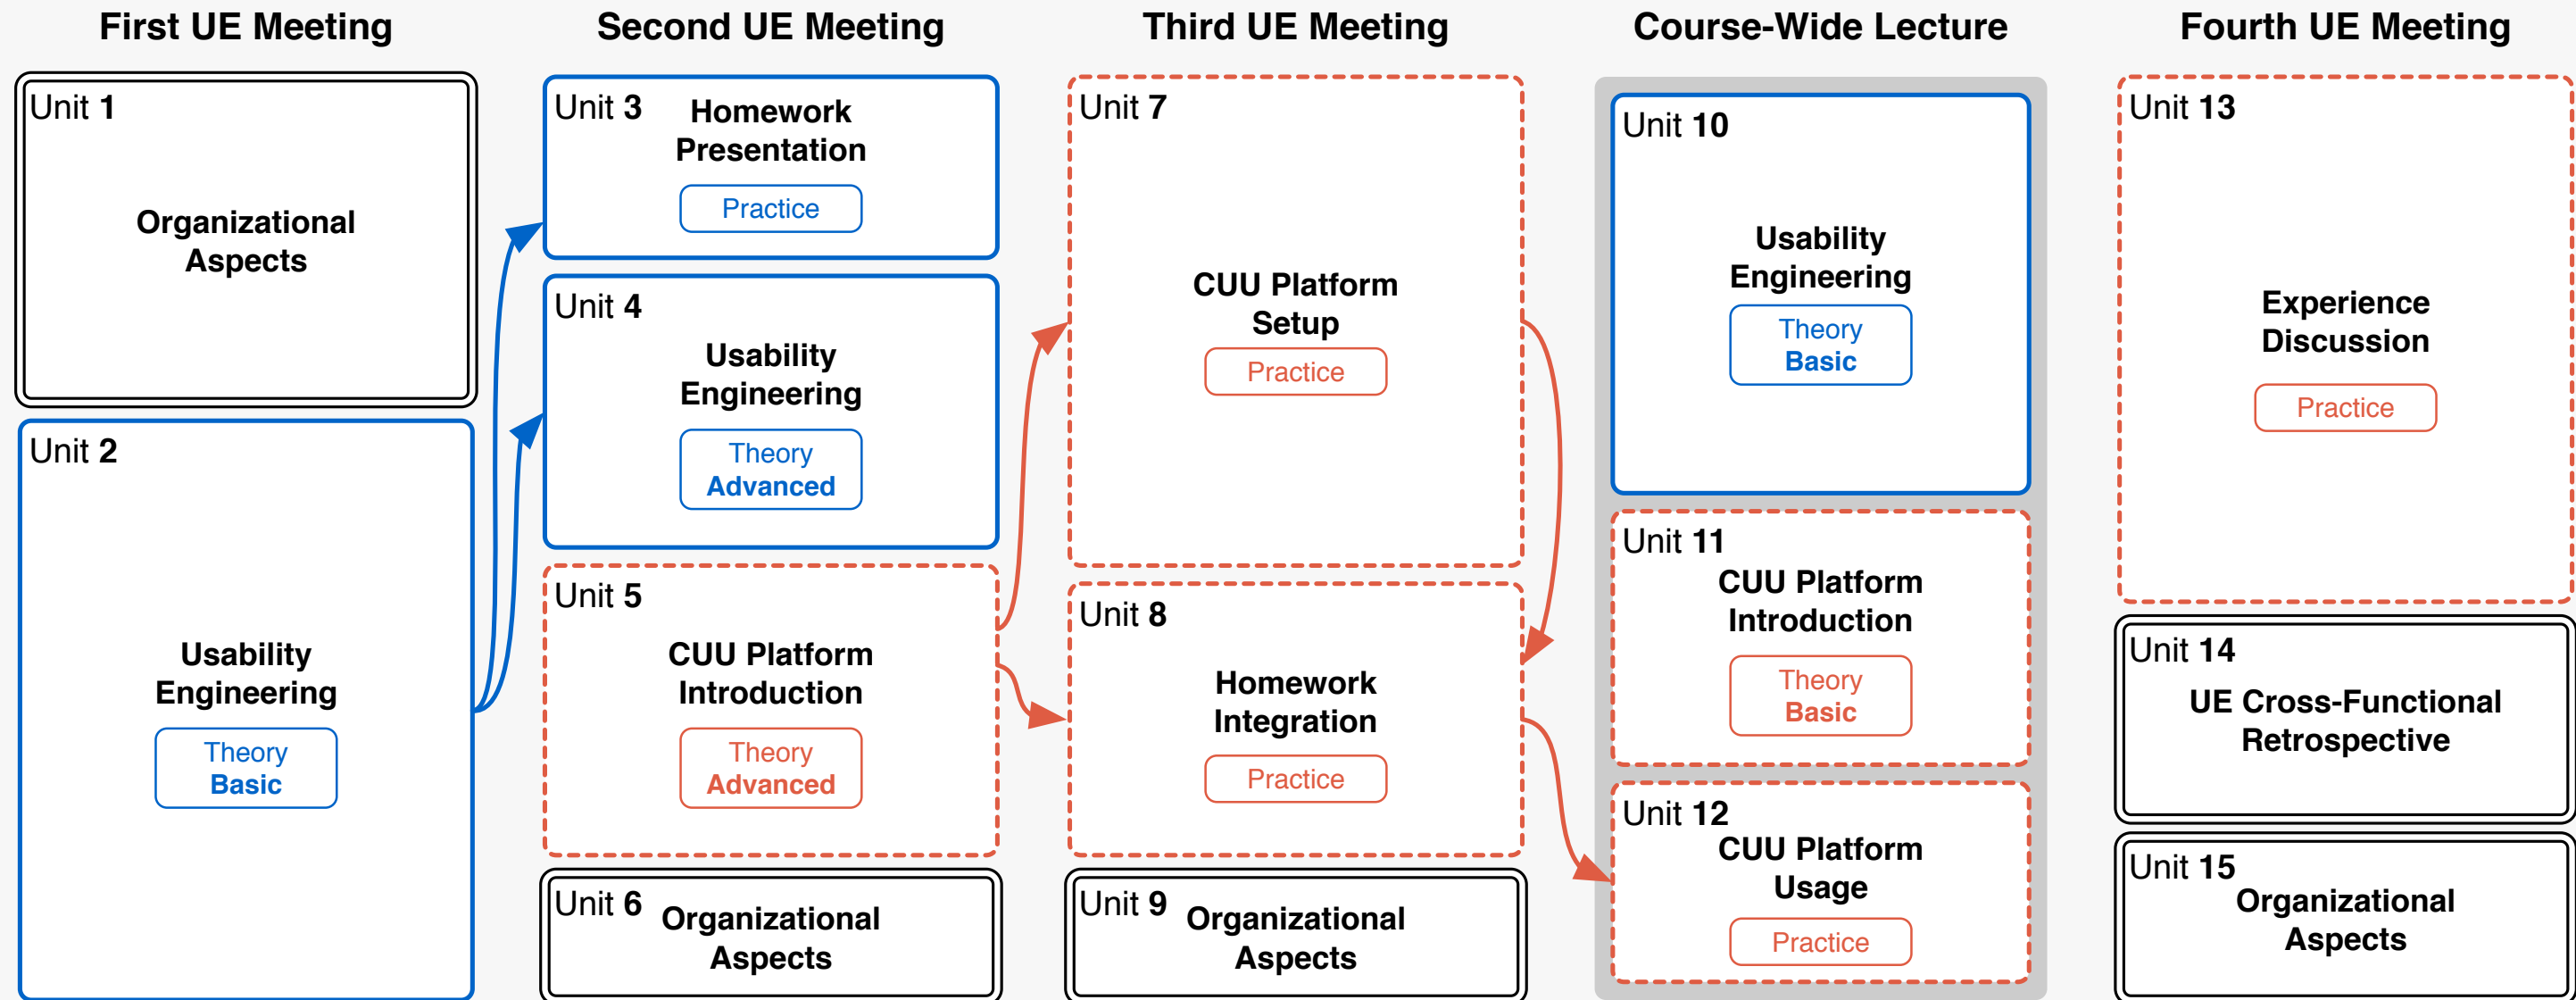 First UE Meeting
Unit 1
Organizational
Aspects
Unit 2
Usability
Engineering
Theory
Basic
Second UE Meeting
Unit 3
Homework
Presentation
Practice
Unit 4
Usability
Engineering
Theory
Advanced
Unit 5
CUU Platform
Introduction
Theory
Advanced
Unit 6
Organizational
Aspects
Third UE Meeting
Unit 7
CUU Platform
Setup
Practice
Unit 8
Homework
Integration
Practice
Unit 9
Organizational
Aspects
Course-Wide Lecture
Unit 10
Usability
Engineering
Theory
Basic
Unit 11
CUU Platform
Introduction
Theory
Basic
Unit 12
CUU Platform
Usage
Practice
Fourth UE Meeting
Unit 13
Experience
Discussion
Practice
Unit 14
UE Cross-Functional
Retrospective
Unit 15
Organizational
Aspects